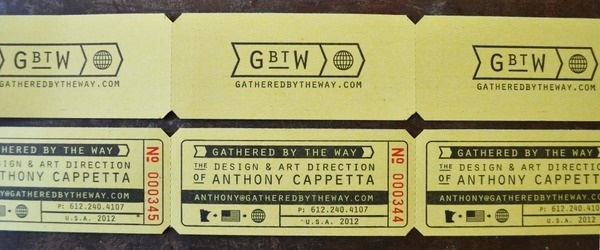 GBTW
GBTW
GBTW
GATHEREDBYTHEWAY.COM
GATHEREDBYTHEWAY.COM
GATHEREDBYTHEWAY.COM
GATHERED BY THE WAY
DESIGN & ART DIRECTION
ANTHONY CAPPETTA
ANTHONY@GATHEREDBYTHEWAY.COM
P: 612.240.4107
U.S.A. 2012
No 000345
GATHERED BY THE WAY
THE DESIGN & ART DIRECTION
OF ANTHONY CAPPETTA
ANTHONY@GATHEREDBYTHEWAY.COM
P: 612.240.4107
U.S.A. 2012
No 000344
GATHERED BY THE WAY
THE DESIGN & ART DIRECTION
OF ANTHONY CAPPETTA
ANTHONY@GATHEREDBYTHEWAY.COM
P: 612.240.4107
U.S.A. 2012